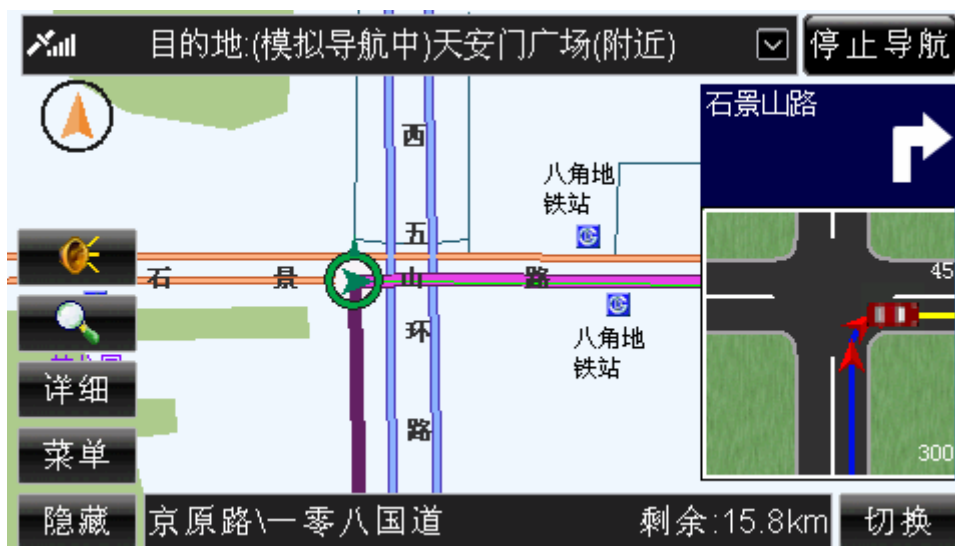 目的地:(模拟导航中)天安门广场(附近)
停止导航
石景山路
西
八角地
铁站
五
45
石景山路
环
八角地
铁站
详细
路
菜单
300
隐藏
京原路\一零八国道
剩余:15.8km
切换